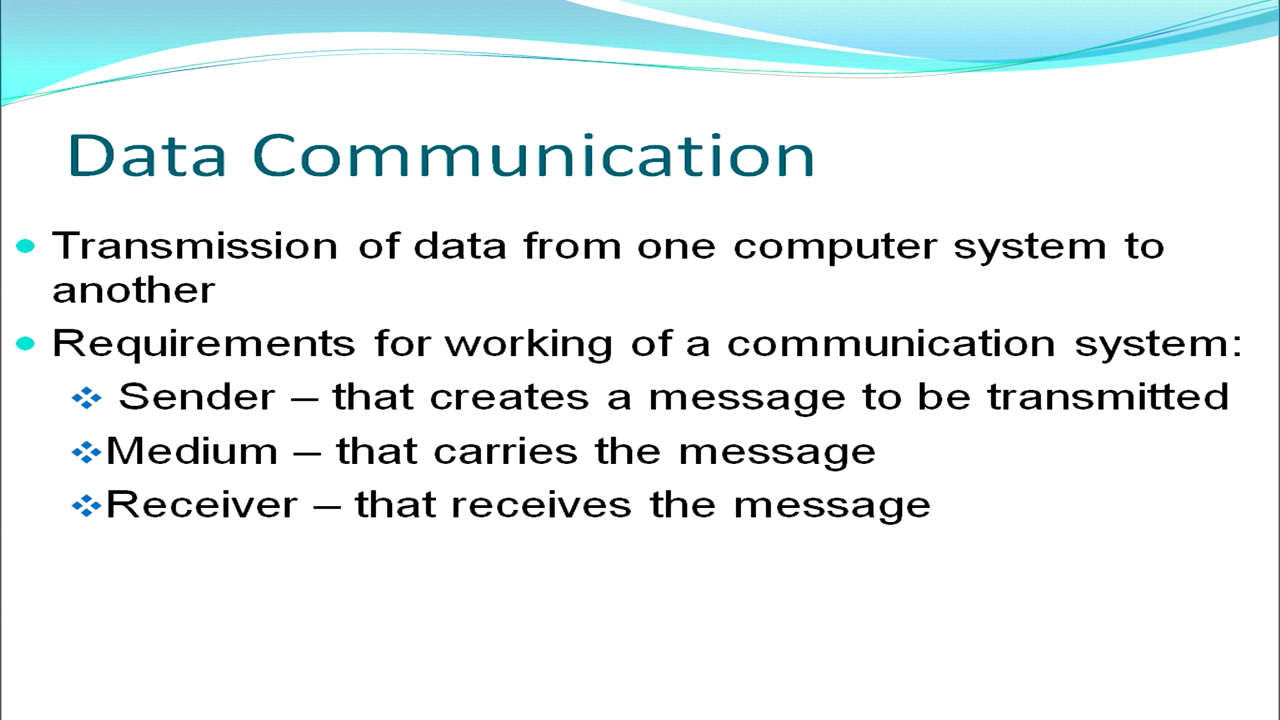 Data Communication
• Transmission of data from one computer system to
another
• Requirements for working of a communication system:
❖ Sender – that creates a message to be transmitted
❖Medium – that carries the message
❖Receiver – that receives the message